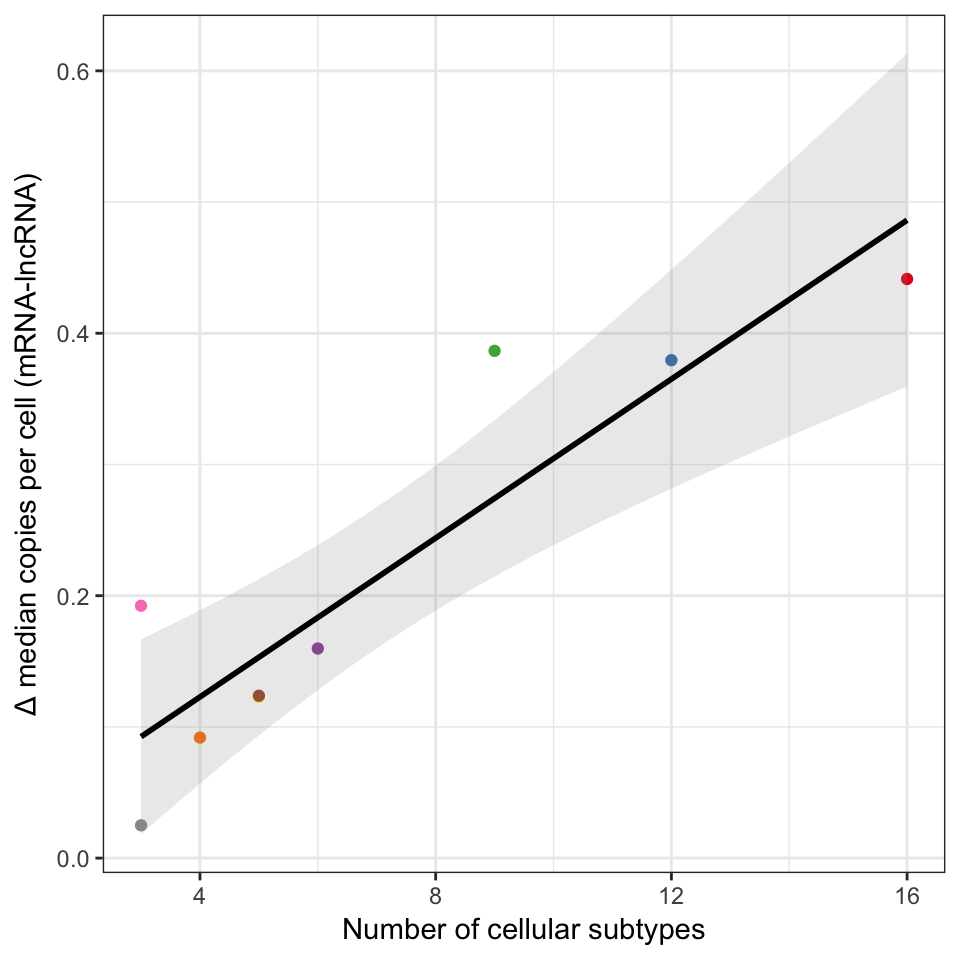 Δ median copies per cell (mRNA-lncRNA)
0.6
0.4
0.2
0.0
4 8 12 16
Number of cellular subtypes